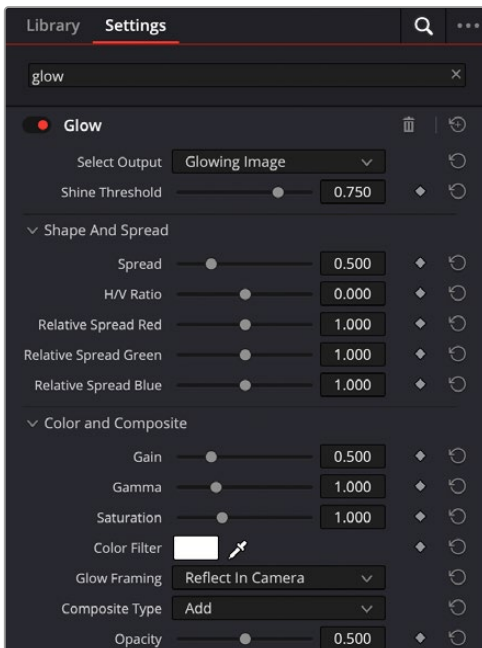 Library Settings
glow
Glow
Select Output Glowing Image
Shine Threshold 0.750
Shape And Spread
Spread 0.500
H/V Ratio 0.000
Relative Spread Red 1.000
Relative Spread Green 1.000
Relative Spread Blue 1.000
Color and Composite
Gain 0.500
Gamma 1.000
Saturation 1.000
Color Filter
Glow Framing Reflect In Camera
Composite Type Add
Opacity 0.500